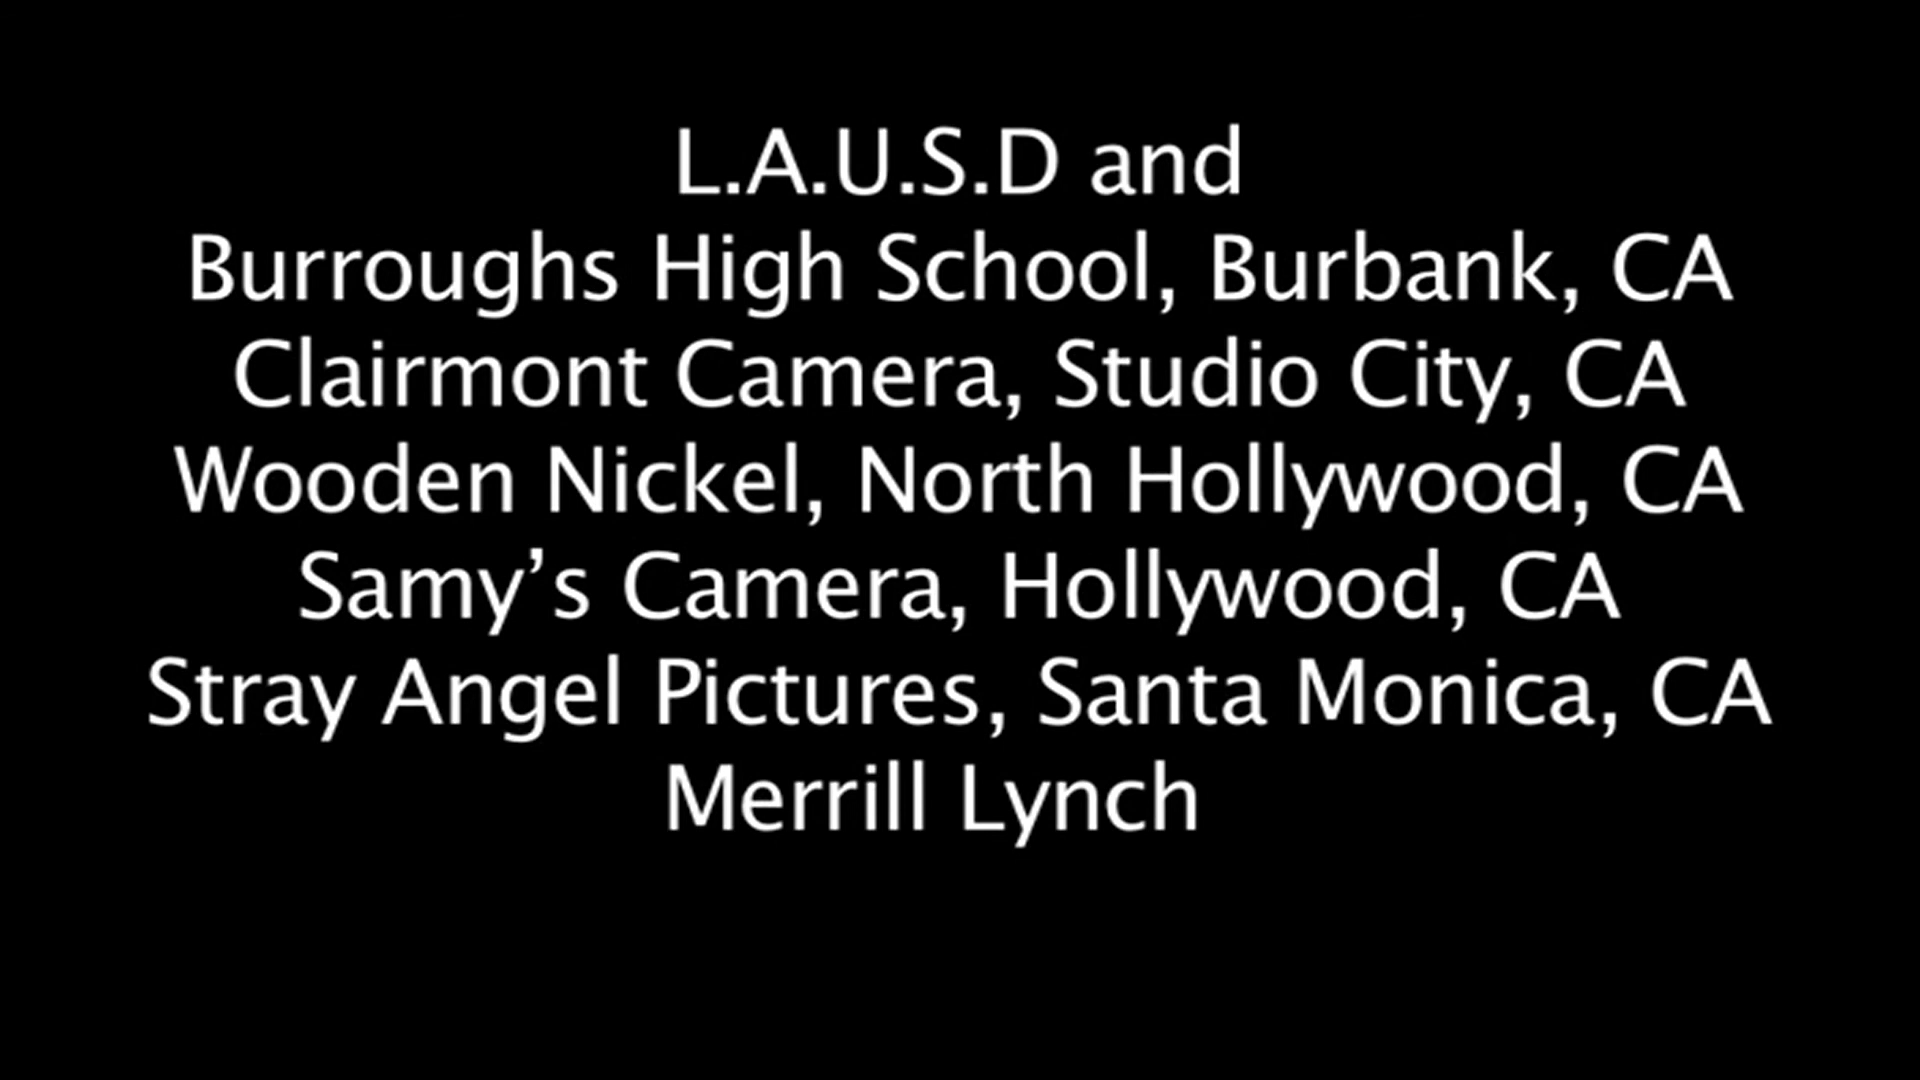 L.A.U.S.D and
Burroughs High School, Burbank, CA
Clairmont Camera, Studio City, CA
Wooden Nickel, North Hollywood, CA
Samy’s Camera, Hollywood, CA
Stray Angel Pictures, Santa Monica, CA
Merrill Lynch